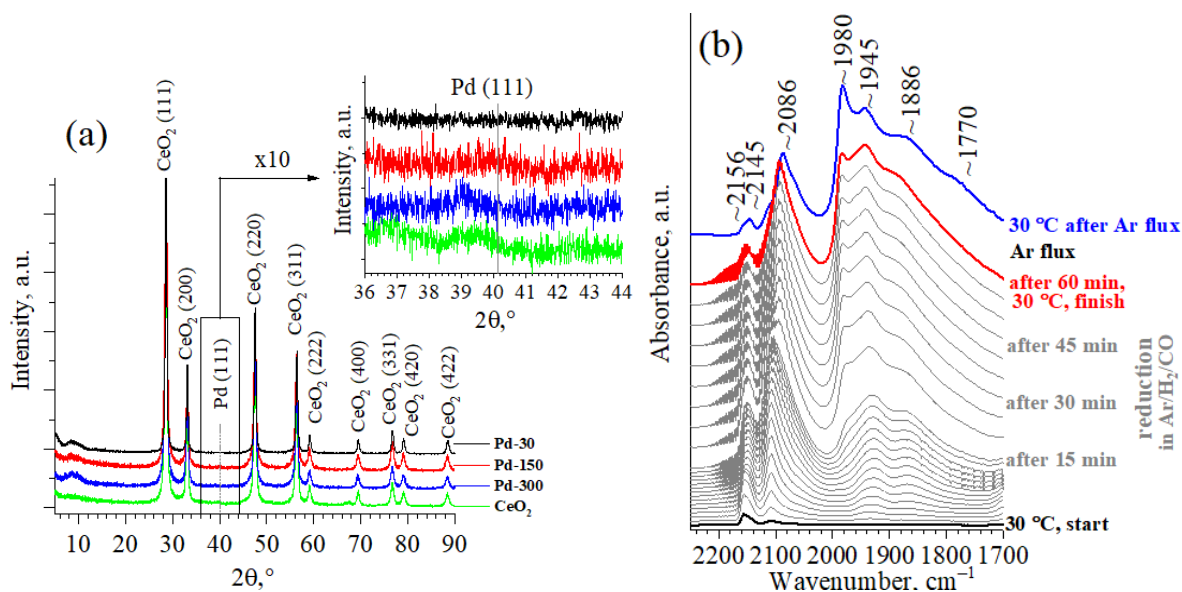 (a)
Intensity, a.u.
CeO₂ (111)
CeO₂ (200)
Pd (111)
CeO₂ (220)
CeO₂ (311)
CeO₂ (222)
CeO₂ (400)
CeO₂ (331)
CeO₂ (420)
CeO₂ (422)
x10
Pd-30
Pd-150
Pd-300
CeO₂
10 20 30 40 50 60 70 80 90
2θ,°
Pd (111)
Intensity, a.u.
36 37 38 39 40 41 42 43 44
2θ,°
(b)
Absorbance, a.u.
~2156
~2145
~2086
~1980
~1945
~1886
~1770
30 °C after Ar flux
Ar flux
after 60 min,
30 °C, finish
after 45 min
after 30 min
after 15 min
30 °C, start
reduction
in Ar/H₂/CO
2200 2100 2000 1900 1800 1700
Wavenumber, cm⁻¹